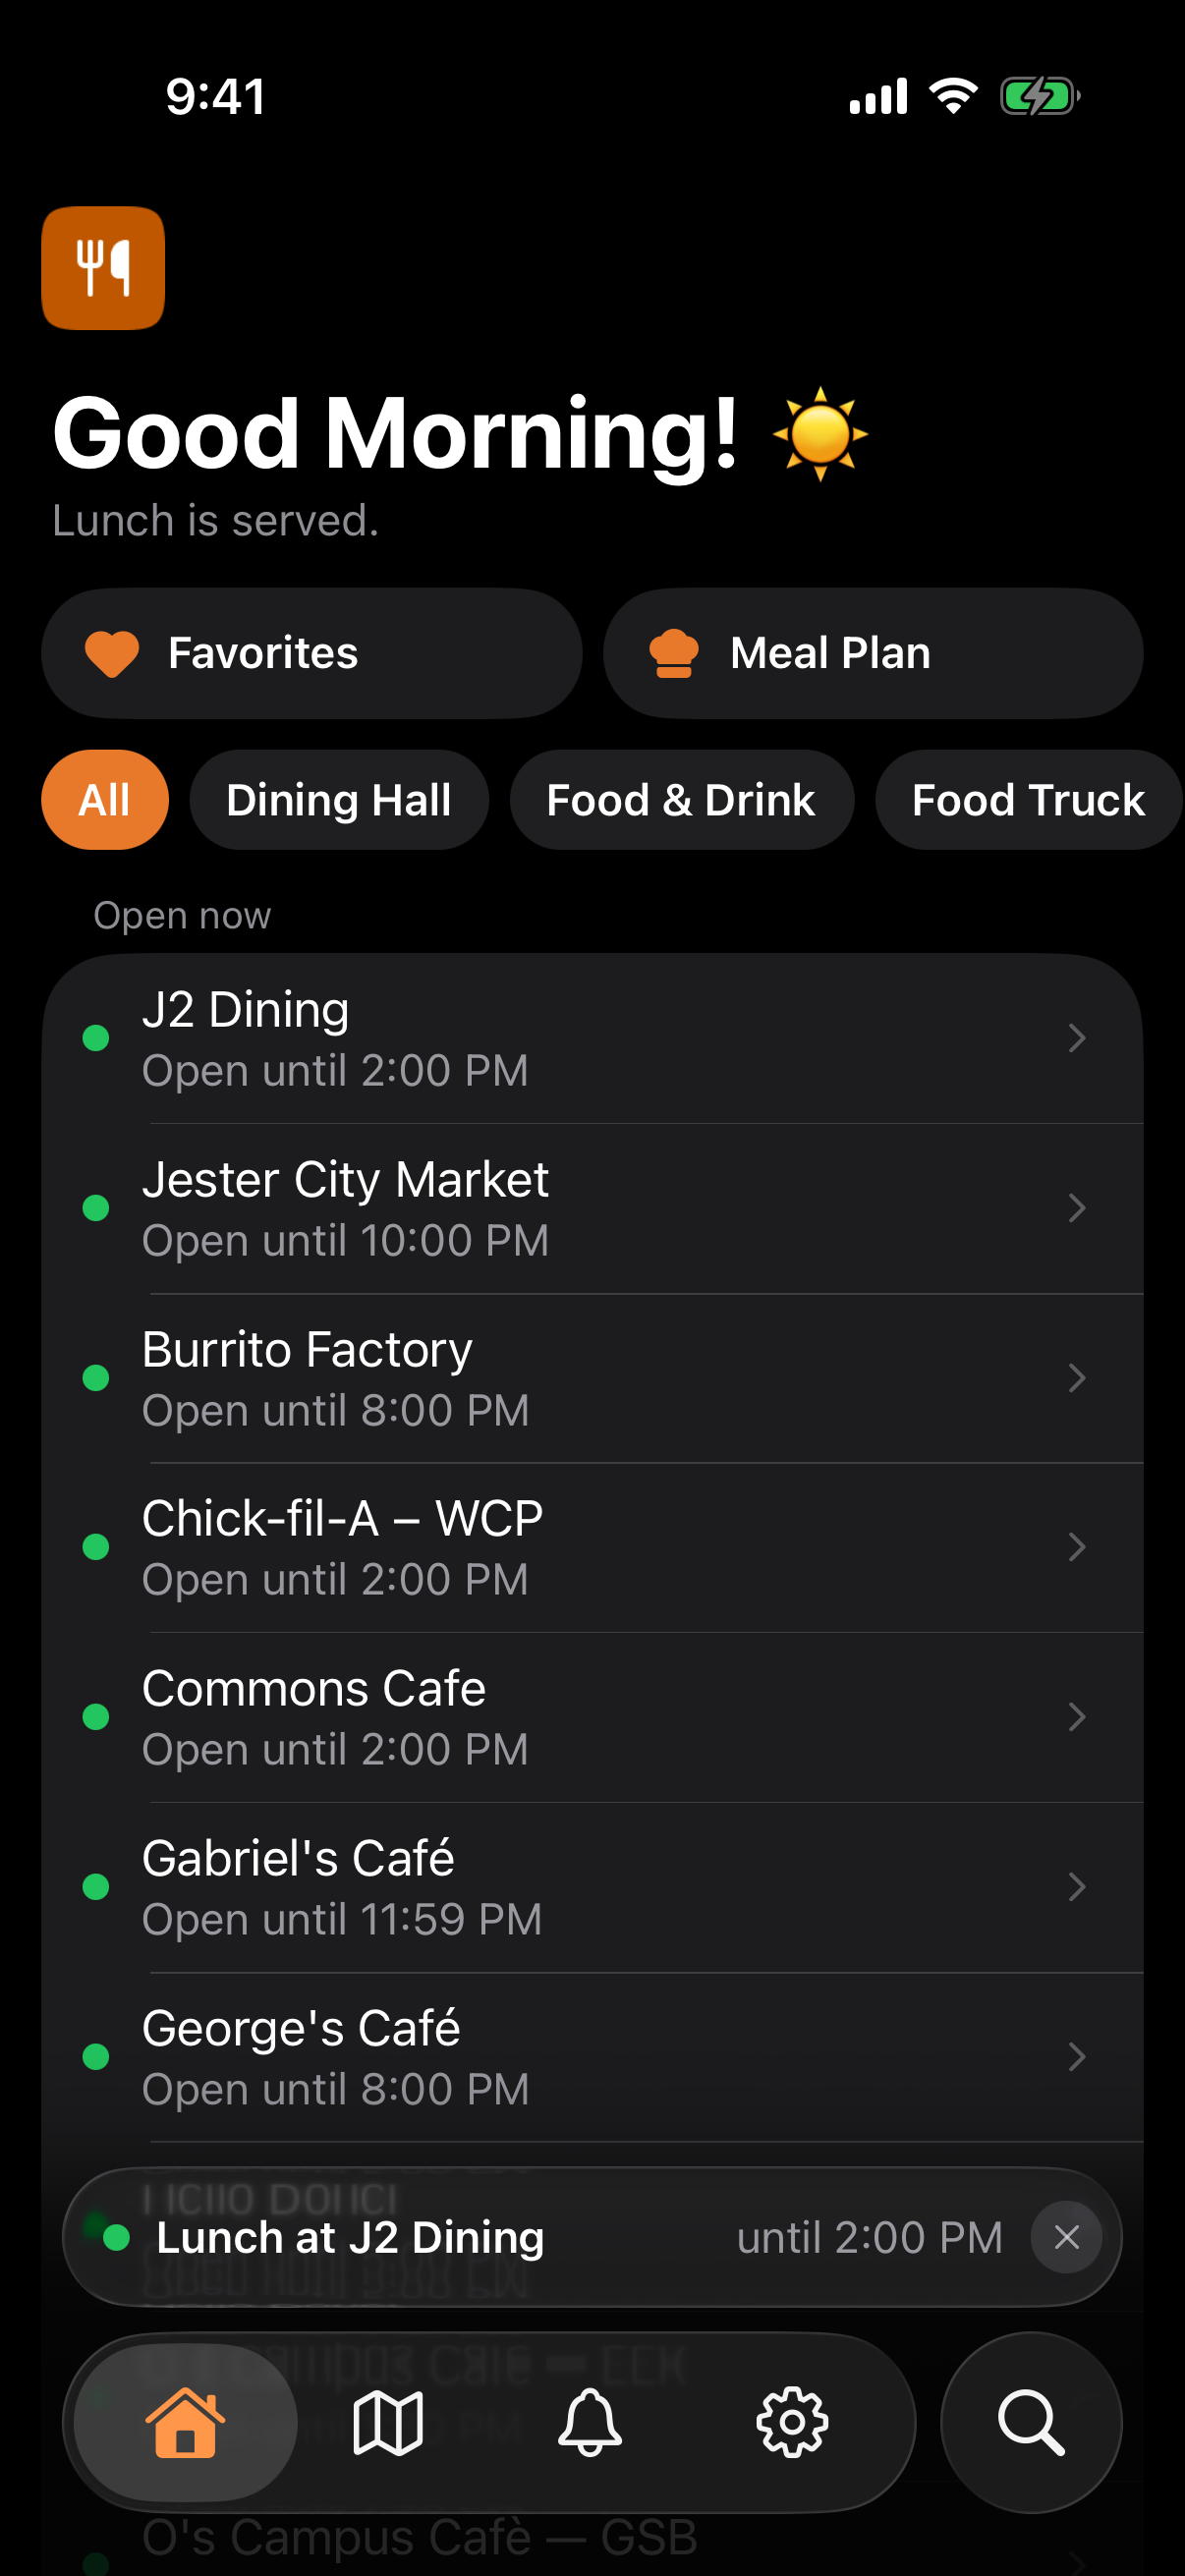 9:41
Good Morning! ☀️
Lunch is served.
Favorites
Meal Plan
All
Dining Hall
Food & Drink
Food Truck
Open now
J2 Dining
Open until 2:00 PM
Jester City Market
Open until 10:00 PM
Burrito Factory
Open until 8:00 PM
Chick-fil-A – WCP
Open until 2:00 PM
Commons Cafe
Open until 2:00 PM
Gabriel's Café
Open until 11:59 PM
George's Café
Open until 8:00 PM
Lunch at J2 Dining
until 2:00 PM
O's Campus Cafè — GSB